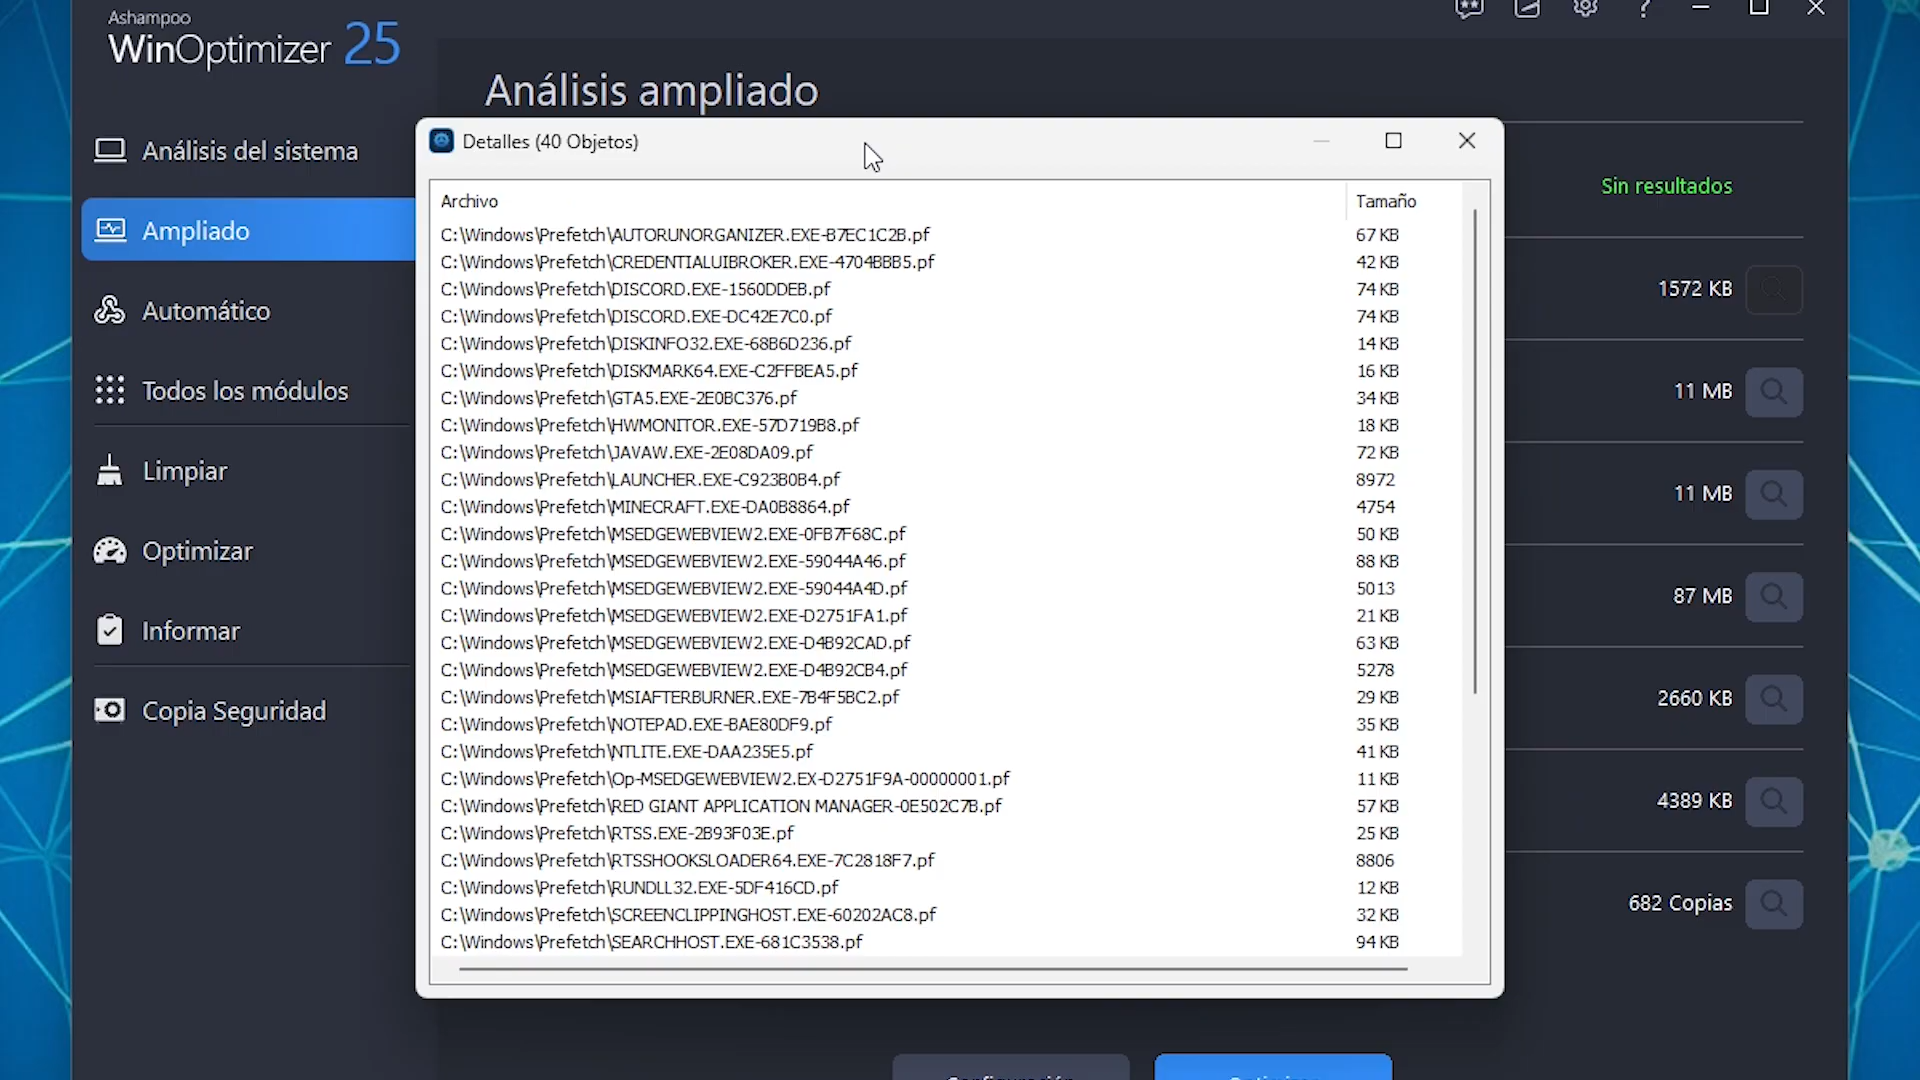 Ashampoo
WinOptimizer 25
Análisis ampliado
Análisis del sistema
Ampliado
Automático
Todos los módulos
Limpiar
Optimizar
Informar
Copia Seguridad
Detalles (40 Objetos)
Archivo Tamaño
C:\Windows\Prefetch\AUTORUNORGANIZER.EXE-B7EC1C2B.pf 67 KB
C:\Windows\Prefetch\CREDENTIALUIBROKER.EXE-4704BBB5.pf 42 KB
C:\Windows\Prefetch\DISCORD.EXE-1560DDEB.pf 74 KB
C:\Windows\Prefetch\DISCORD.EXE-DC42E7C0.pf 74 KB
C:\Windows\Prefetch\DISKINFO32.EXE-68B6D236.pf 14 KB
C:\Windows\Prefetch\DISKMARK64.EXE-C2FFBEA5.pf 16 KB
C:\Windows\Prefetch\GTA5.EXE-2E0BC376.pf 34 KB
C:\Windows\Prefetch\HWMONITOR.EXE-57D719B8.pf 18 KB
C:\Windows\Prefetch\JAVAW.EXE-2E08DA09.pf 72 KB
C:\Windows\Prefetch\LAUNCHER.EXE-C923B0B4.pf 8972
C:\Windows\Prefetch\MINECRAFT.EXE-DA0B8864.pf 4754
C:\Windows\Prefetch\MSEDGEWEBVIEW2.EXE-0FB7F68C.pf 50 KB
C:\Windows\Prefetch\MSEDGEWEBVIEW2.EXE-59044A46.pf 88 KB
C:\Windows\Prefetch\MSEDGEWEBVIEW2.EXE-59044A4D.pf 5013
C:\Windows\Prefetch\MSEDGEWEBVIEW2.EXE-D2751FA1.pf 21 KB
C:\Windows\Prefetch\MSEDGEWEBVIEW2.EXE-D4B92CAD.pf 63 KB
C:\Windows\Prefetch\MSEDGEWEBVIEW2.EXE-D4B92CB4.pf 5278
C:\Windows\Prefetch\MSIAFTERBURNER.EXE-7B4F5BC2.pf 29 KB
C:\Windows\Prefetch\NOTEPAD.EXE-BAE80DF9.pf 35 KB
C:\Windows\Prefetch\NTLITE.EXE-DAA235E5.pf 41 KB
C:\Windows\Prefetch\Op-MSEDGEWEBVIEW2.EX-D2751F9A-00000001.pf 11 KB
C:\Windows\Prefetch\RED GIANT APPLICATION MANAGER-0E502C7B.pf 57 KB
C:\Windows\Prefetch\RTSS.EXE-2B93F03E.pf 25 KB
C:\Windows\Prefetch\RTSSHOOKSLOADER64.EXE-7C2818F7.pf 8806
C:\Windows\Prefetch\RUNDLL32.EXE-5DF416CD.pf 12 KB
C:\Windows\Prefetch\SCREENCLIPPINGHOST.EXE-60202AC8.pf 32 KB
C:\Windows\Prefetch\SEARCHHOST.EXE-681C3538.pf 94 KB
Sin resultados
1572 KB
11 MB
11 MB
87 MB
2660 KB
4389 KB
682 Copias